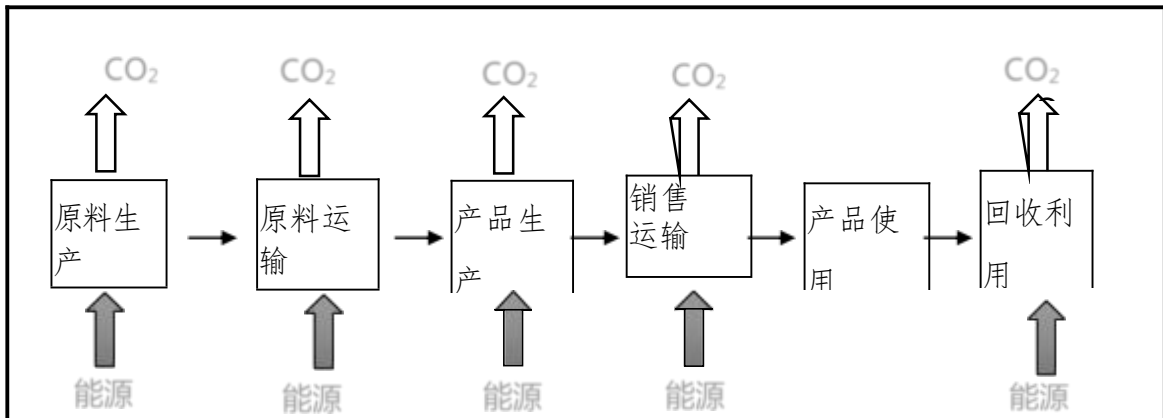 CO₂ CO₂ CO₂ CO₂ CO₂
原料生
产
原料运
输
产品生
产
销售
运输
产品使
用
回收利
用
能源 能源 能源 能源 能源